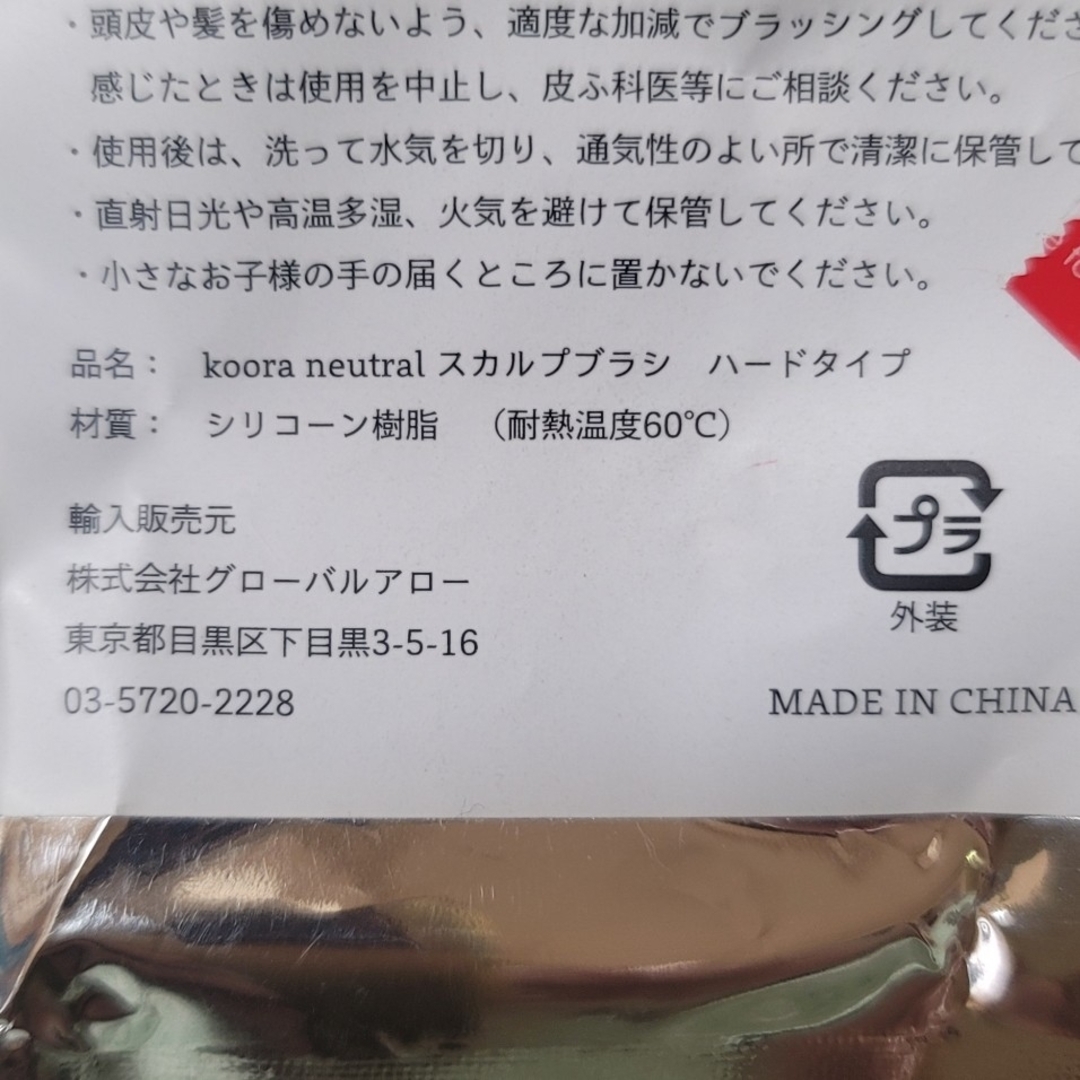 ・頭皮や髪を傷めないよう、適度な加減でブラッシングしてくださ
感じたときは使用を中止し、皮ふ科医等にご相談ください。
・使用後は、洗って水気を切り、通気性のよい所で清潔に保管して
・直射日光や高温多湿、火気を避けて保管してください。
・小さなお子様の手の届くところに置かないでください。
品名： koora neutral スカルプブラシ ハードタイプ
材質： シリコーン樹脂 （耐熱温度60℃）
輸入販売元
株式会社グローバルアロー
東京都目黒区下目黒3-5-16
03-5720-2228
プラ
外装
MADE IN CHINA